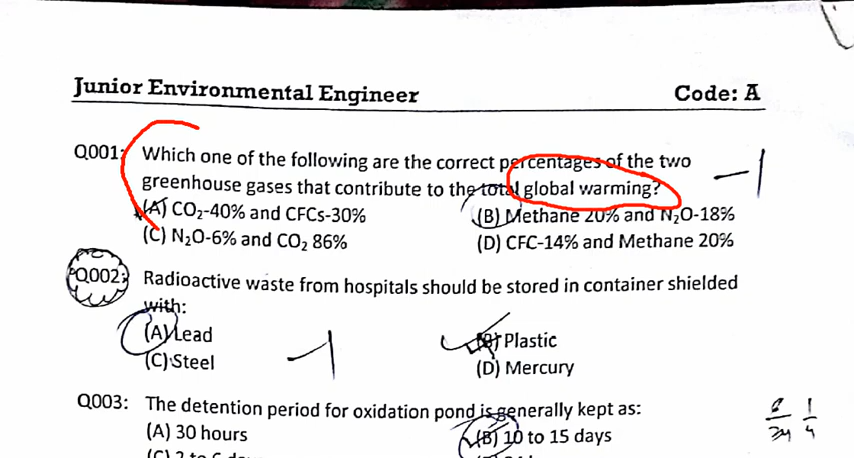 Junior Environmental Engineer Code: A
Q001: Which one of the following are the correct percentages of the two
greenhouse gases that contribute to the total global warming?
-1
(A) CO₂-40% and CFCs-30% (B) Methane 20% and N₂O-18%
(C) N₂O-6% and CO₂ 86% (D) CFC-14% and Methane 20%
Q002: Radioactive waste from hospitals should be stored in container shielded
with:
(A) Lead (B) Plastic
-1
(C) Steel (D) Mercury
Q003: The detention period for oxidation pond is generally kept as:
(A) 30 hours (B) 10 to 15 days
1
4